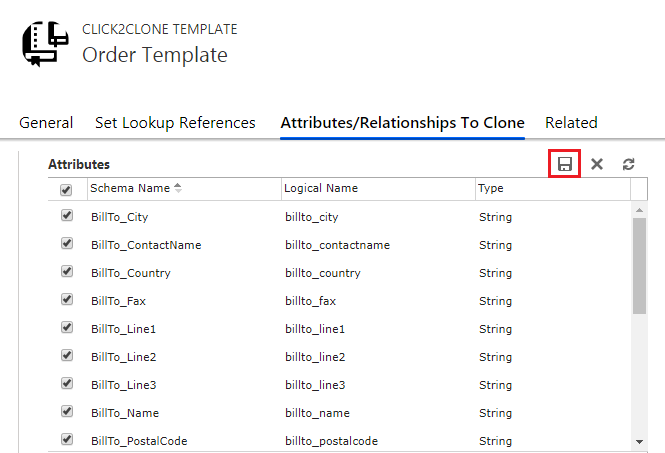 CLICK2CLONE TEMPLATE
Order Template
General Set Lookup References Attributes/Relationships To Clone Related
Attributes
Schema Name Logical Name Type
BillTo_City billto_city String
BillTo_ContactName billto_contactname String
BillTo_Country billto_country String
BillTo_Fax billto_fax String
BillTo_Line1 billto_line1 String
BillTo_Line2 billto_line2 String
BillTo_Line3 billto_line3 String
BillTo_Name billto_name String
BillTo_PostalCode billto_postalcode String